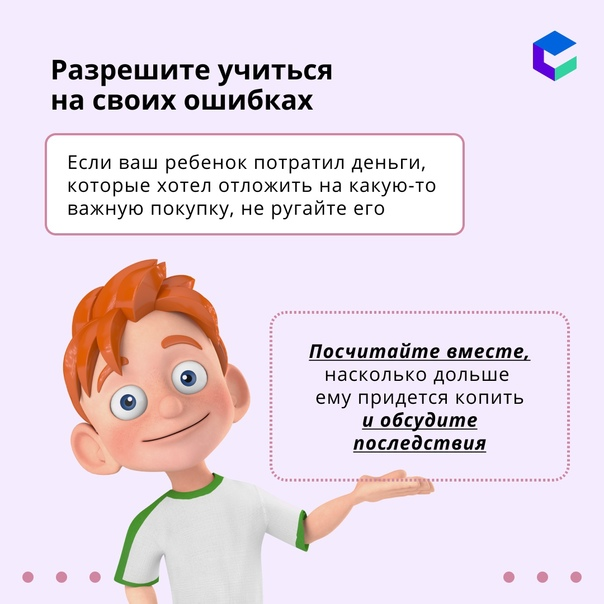 Разрешите учиться
на своих ошибках
Если ваш ребенок потратил деньги,
которые хотел отложить на какую-то
важную покупку, не ругайте его
Посчитайте вместе,
насколько дольше
ему придется копить
и обсудите
последствия